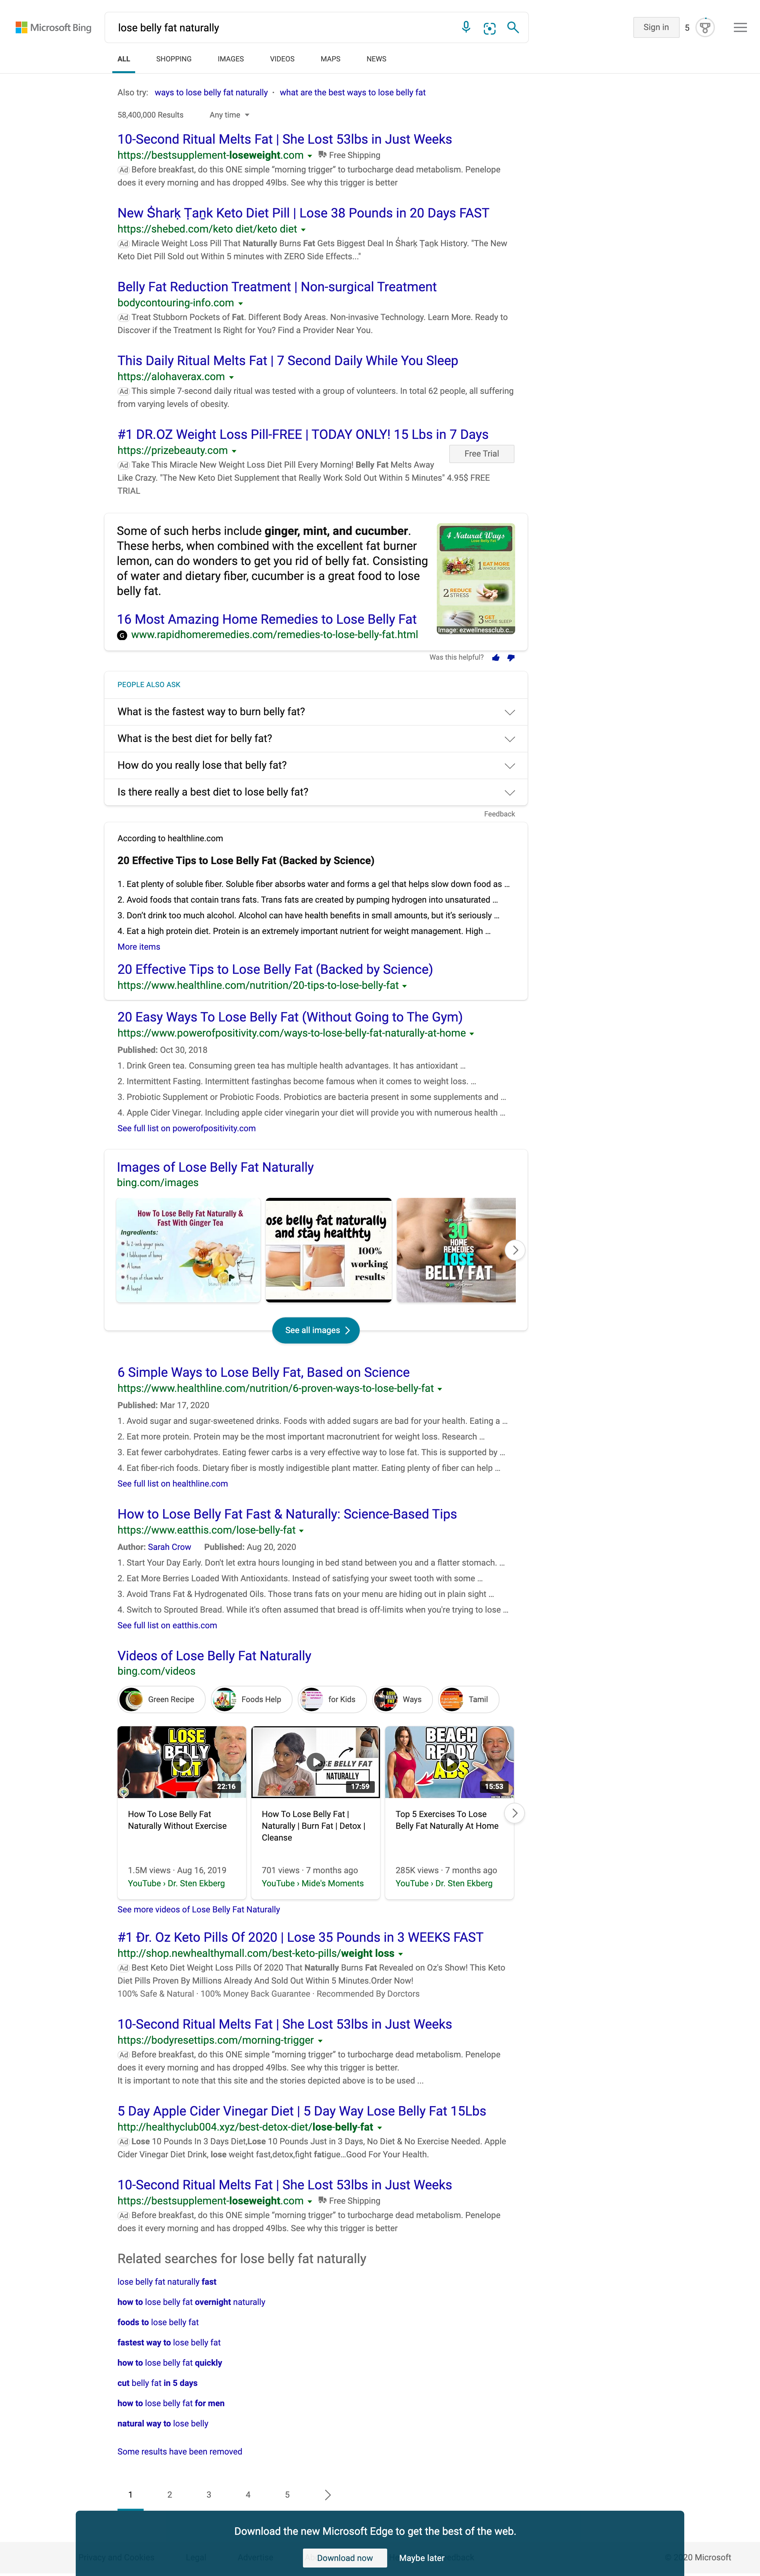 Microsoft Bing
lose belly fat naturally
Sign in
5
ALL SHOPPING IMAGES VIDEOS MAPS NEWS
Also try: ways to lose belly fat naturally · what are the best ways to lose belly fat
58,400,000 Results Any time
10-Second Ritual Melts Fat | She Lost 53lbs in Just Weeks
https://bestsupplement-loseweight.com Free Shipping
Ad Before breakfast, do this ONE simple “morning trigger” to turbocharge dead metabolism. Penelope
does it every morning and has dropped 49lbs. See why this trigger is better
New Śharķ Ṭaṉk Keto Diet Pill | Lose 38 Pounds in 20 Days FAST
https://shebed.com/keto diet/keto diet
Ad Miracle Weight Loss Pill That Naturally Burns Fat Gets Biggest Deal In Śharķ Ṭaṉk History. "The New
Keto Diet Pill Sold out Within 5 minutes with ZERO Side Effects..."
Belly Fat Reduction Treatment | Non-surgical Treatment
bodycontouring-info.com
Ad Treat Stubborn Pockets of Fat. Different Body Areas. Non-invasive Technology. Learn More. Ready to
Discover if the Treatment Is Right for You? Find a Provider Near You.
This Daily Ritual Melts Fat | 7 Second Daily While You Sleep
https://alohaverax.com
Ad This simple 7-second daily ritual was tested with a group of volunteers. In total 62 people, all suffering
from varying levels of obesity.
#1 DR.OZ Weight Loss Pill-FREE | TODAY ONLY! 15 Lbs in 7 Days
https://prizebeauty.com
Free Trial
Ad Take This Miracle New Weight Loss Diet Pill Every Morning! Belly Fat Melts Away
Like Crazy. "The New Keto Diet Supplement that Really Work Sold Out Within 5 Minutes" 4.95$ FREE
TRIAL
Some of such herbs include ginger, mint, and cucumber.
These herbs, when combined with the excellent fat burner
lemon, can do wonders to get you rid of belly fat. Consisting
of water and dietary fiber, cucumber is a great food to lose
belly fat.
4 Natural Ways
Lose Belly Fat
1 EAT MORE
WHOLE FOODS
2 REDUCE
STRESS
3 GET
MORE SLEEP
Image: ezwellnessclub.c...
16 Most Amazing Home Remedies to Lose Belly Fat
G www.rapidhomeremedies.com/remedies-to-lose-belly-fat.html
Was this helpful?
PEOPLE ALSO ASK
What is the fastest way to burn belly fat?
What is the best diet for belly fat?
How do you really lose that belly fat?
Is there really a best diet to lose belly fat?
Feedback
According to healthline.com
20 Effective Tips to Lose Belly Fat (Backed by Science)
1. Eat plenty of soluble fiber. Soluble fiber absorbs water and forms a gel that helps slow down food as ...
2. Avoid foods that contain trans fats. Trans fats are created by pumping hydrogen into unsaturated ...
3. Don’t drink too much alcohol. Alcohol can have health benefits in small amounts, but it’s seriously ...
4. Eat a high protein diet. Protein is an extremely important nutrient for weight management. High ...
More items
20 Effective Tips to Lose Belly Fat (Backed by Science)
https://www.healthline.com/nutrition/20-tips-to-lose-belly-fat
20 Easy Ways To Lose Belly Fat (Without Going to The Gym)
https://www.powerofpositivity.com/ways-to-lose-belly-fat-naturally-at-home
Published: Oct 30, 2018
1. Drink Green tea. Consuming green tea has multiple health advantages. It has antioxidant ...
2. Intermittent Fasting. Intermittent fastinghas become famous when it comes to weight loss. ...
3. Probiotic Supplement or Probiotic Foods. Probiotics are bacteria present in some supplements and ...
4. Apple Cider Vinegar. Including apple cider vinegarin your diet will provide you with numerous health ...
See full list on powerofpositivity.com
Images of Lose Belly Fat Naturally
bing.com/images
How To Lose Belly Fat Naturally &
Fast With Ginger Tea
Ingredients:
ose belly fat naturally
and stay healthty
100%
working
results
30
HOME
REMEDIES
LOSE
BELLY FAT
See all images
6 Simple Ways to Lose Belly Fat, Based on Science
https://www.healthline.com/nutrition/6-proven-ways-to-lose-belly-fat
Published: Mar 17, 2020
1. Avoid sugar and sugar-sweetened drinks. Foods with added sugars are bad for your health. Eating a ...
2. Eat more protein. Protein may be the most important macronutrient for weight loss. Research ...
3. Eat fewer carbohydrates. Eating fewer carbs is a very effective way to lose fat. This is supported by ...
4. Eat fiber-rich foods. Dietary fiber is mostly indigestible plant matter. Eating plenty of fiber can help ...
See full list on healthline.com
How to Lose Belly Fat Fast & Naturally: Science-Based Tips
https://www.eatthis.com/lose-belly-fat
Author: Sarah Crow Published: Aug 20, 2020
1. Start Your Day Early. Don't let extra hours lounging in bed stand between you and a flatter stomach. ...
2. Eat More Berries Loaded With Antioxidants. Instead of satisfying your sweet tooth with some ...
3. Avoid Trans Fat & Hydrogenated Oils. Those trans fats on your menu are hiding out in plain sight ...
4. Switch to Sprouted Bread. While it's often assumed that bread is off-limits when you're trying to lose ...
See full list on eatthis.com
Videos of Lose Belly Fat Naturally
bing.com/videos
Green Recipe Foods Help for Kids Ways Tamil
LOSE
BELLY
FAT
22:16
SE BELLY FAT
NATURALLY
17:59
BEACH
READY
ABS
15:53
How To Lose Belly Fat
Naturally Without Exercise
1.5M views · Aug 16, 2019
YouTube › Dr. Sten Ekberg
How To Lose Belly Fat |
Naturally | Burn Fat | Detox |
Cleanse
701 views · 7 months ago
YouTube › Mide's Moments
Top 5 Exercises To Lose
Belly Fat Naturally At Home
285K views · 7 months ago
YouTube › Dr. Sten Ekberg
See more videos of Lose Belly Fat Naturally
#1 Đr. Oz Keto Pills Of 2020 | Lose 35 Pounds in 3 WEEKS FAST
http://shop.newhealthymall.com/best-keto-pills/weight loss
Ad Best Keto Diet Weight Loss Pills Of 2020 That Naturally Burns Fat Revealed on Oz's Show! This Keto
Diet Pills Proven By Millions Already And Sold Out Within 5 Minutes.Order Now!
100% Safe & Natural · 100% Money Back Guarantee · Recommended By Dorctors
10-Second Ritual Melts Fat | She Lost 53lbs in Just Weeks
https://bodyresettips.com/morning-trigger
Ad Before breakfast, do this ONE simple “morning trigger” to turbocharge dead metabolism. Penelope
does it every morning and has dropped 49lbs. See why this trigger is better.
It is important to note that this site and the stories depicted above is to be used ...
5 Day Apple Cider Vinegar Diet | 5 Day Way Lose Belly Fat 15Lbs
http://healthyclub004.xyz/best-detox-diet/lose-belly-fat
Ad Lose 10 Pounds In 3 Days Diet,Lose 10 Pounds Just in 3 Days, No Diet & No Exercise Needed. Apple
Cider Vinegar Diet Drink, lose weight fast,detox,fight fatigue...Good For Your Health.
10-Second Ritual Melts Fat | She Lost 53lbs in Just Weeks
https://bestsupplement-loseweight.com Free Shipping
Ad Before breakfast, do this ONE simple “morning trigger” to turbocharge dead metabolism. Penelope
does it every morning and has dropped 49lbs. See why this trigger is better
Related searches for lose belly fat naturally
lose belly fat naturally fast
how to lose belly fat overnight naturally
foods to lose belly fat
fastest way to lose belly fat
how to lose belly fat quickly
cut belly fat in 5 days
how to lose belly fat for men
natural way to lose belly
Some results have been removed
1 2 3 4 5
Download the new Microsoft Edge to get the best of the web.
Download now Maybe later
20 Microsoft